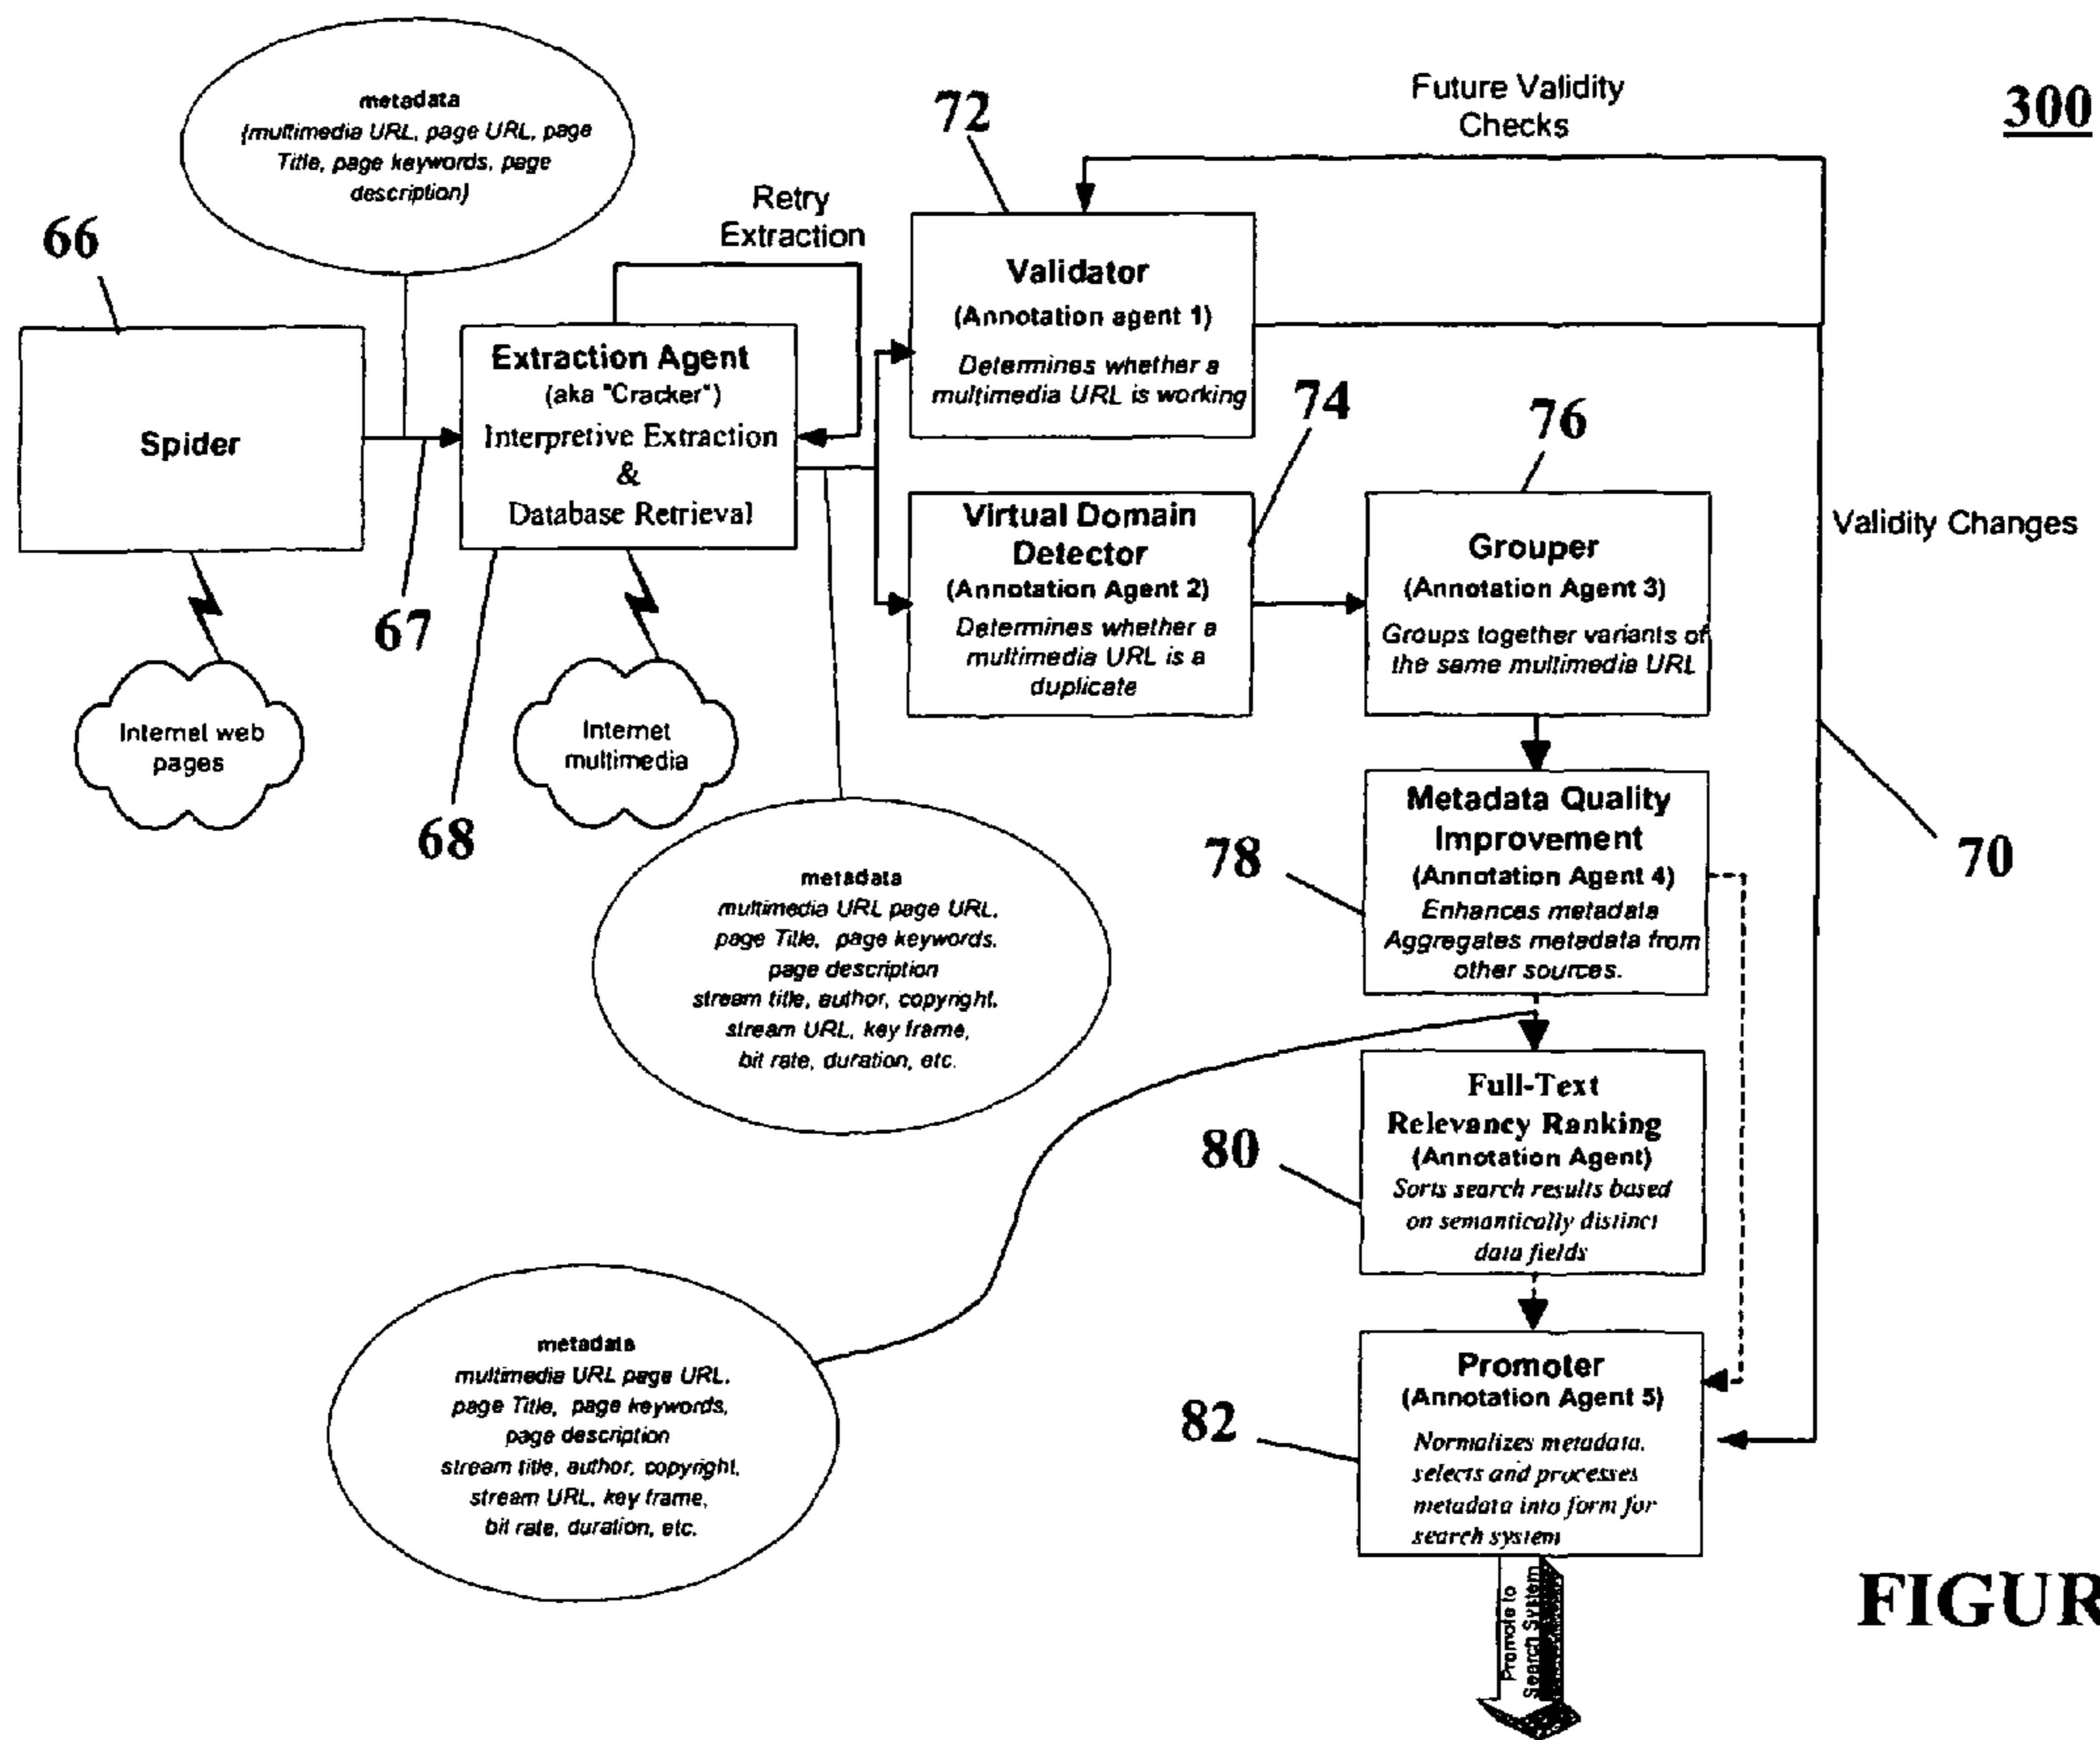 300
metadata
(multimedia URL, page URL, page
Title, page keywords, page
description)
66
Spider
67
Internet web
pages
Retry
Extraction
Extraction Agent
(aka "Cracker")
Interpretive Extraction
&
Database Retrieval
68
Internet
multimedia
metadata
multimedia URL page URL,
page Title, page keywords,
page description
stream title, author, copyright,
stream URL, key frame,
bit rate, duration, etc.
Future Validity
Checks
72
Validator
(Annotation agent 1)
Determines whether a
multimedia URL is working
74
Virtual Domain
Detector
(Annotation Agent 2)
Determines whether a
multimedia URL is a
duplicate
76
Grouper
(Annotation Agent 3)
Groups together variants of
the same multimedia URL
Validity Changes
70
78
Metadata Quality
Improvement
(Annotation Agent 4)
Enhances metadata
Aggregates metadata from
other sources.
80
Full-Text
Relevancy Ranking
(Annotation Agent)
Sorts search results based
on semantically distinct
data fields
metadata
multimedia URL page URL,
page Title, page keywords,
page description
stream title, author, copyright,
stream URL, key frame,
bit rate, duration, etc.
82
Promoter
(Annotation Agent 5)
Normalizes metadata,
selects and processes
metadata into form for
search system
Promote to
Search System
FIGUR